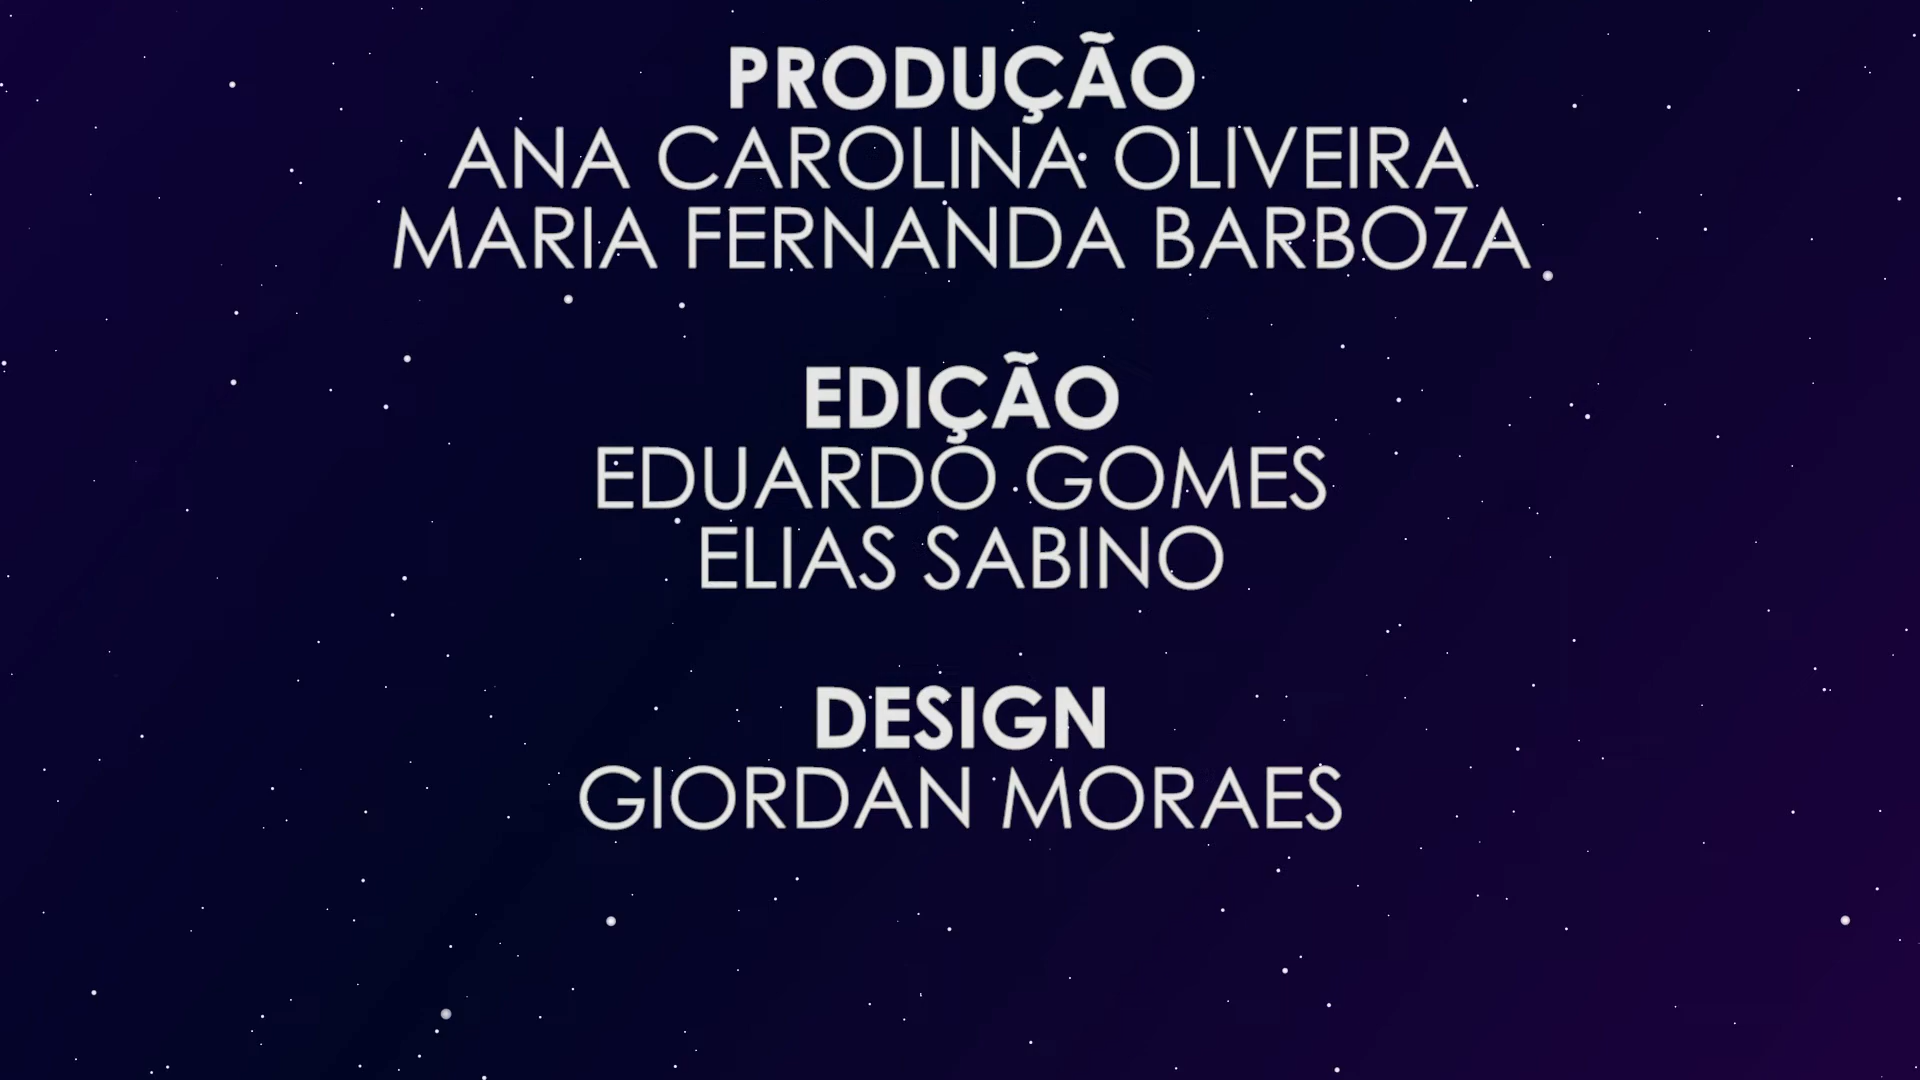 PRODUÇÃO
ANA CAROLINA OLIVEIRA
MARIA FERNANDA BARBOZA
EDIÇÃO
EDUARDO GOMES
ELIAS SABINO
DESIGN
GIORDAN MORAES